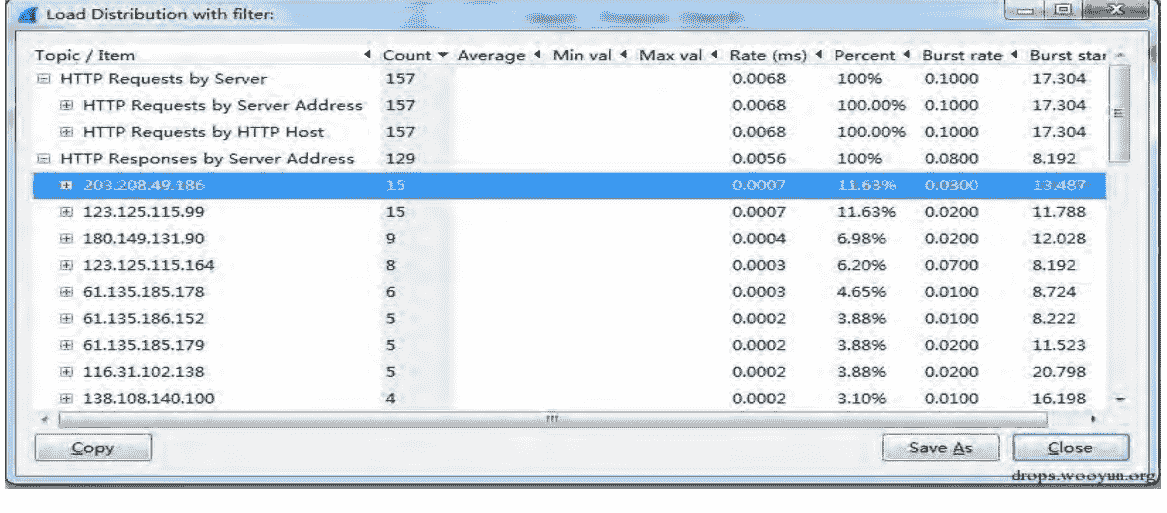 Load Distribution with filter:
Topic / Item Count Average Min val Max val Rate (ms) Percent Burst rate Burst star
HTTP Requests by Server 157 0.0068 100% 0.1000 17.304
HTTP Requests by Server Address 157 0.0068 100.00% 0.1000 17.304
HTTP Requests by HTTP Host 157 0.0068 100.00% 0.1000 17.304
HTTP Responses by Server Address 129 0.0056 100% 0.0800 8.192
203.208.49.186 15 0.0007 11.63% 0.0300 13.487
123.125.115.99 15 0.0007 11.63% 0.0200 11.788
180.149.131.90 9 0.0004 6.98% 0.0200 12.028
123.125.115.164 8 0.0003 6.20% 0.0700 8.192
61.135.185.178 6 0.0003 4.65% 0.0100 8.724
61.135.186.152 5 0.0002 3.88% 0.0100 8.222
61.135.185.179 5 0.0002 3.88% 0.0200 11.523
116.31.102.138 5 0.0002 3.88% 0.0200 20.798
138.108.140.100 4 0.0002 3.10% 0.0100 16.198
Copy Save As Close
drops.wooyun.org